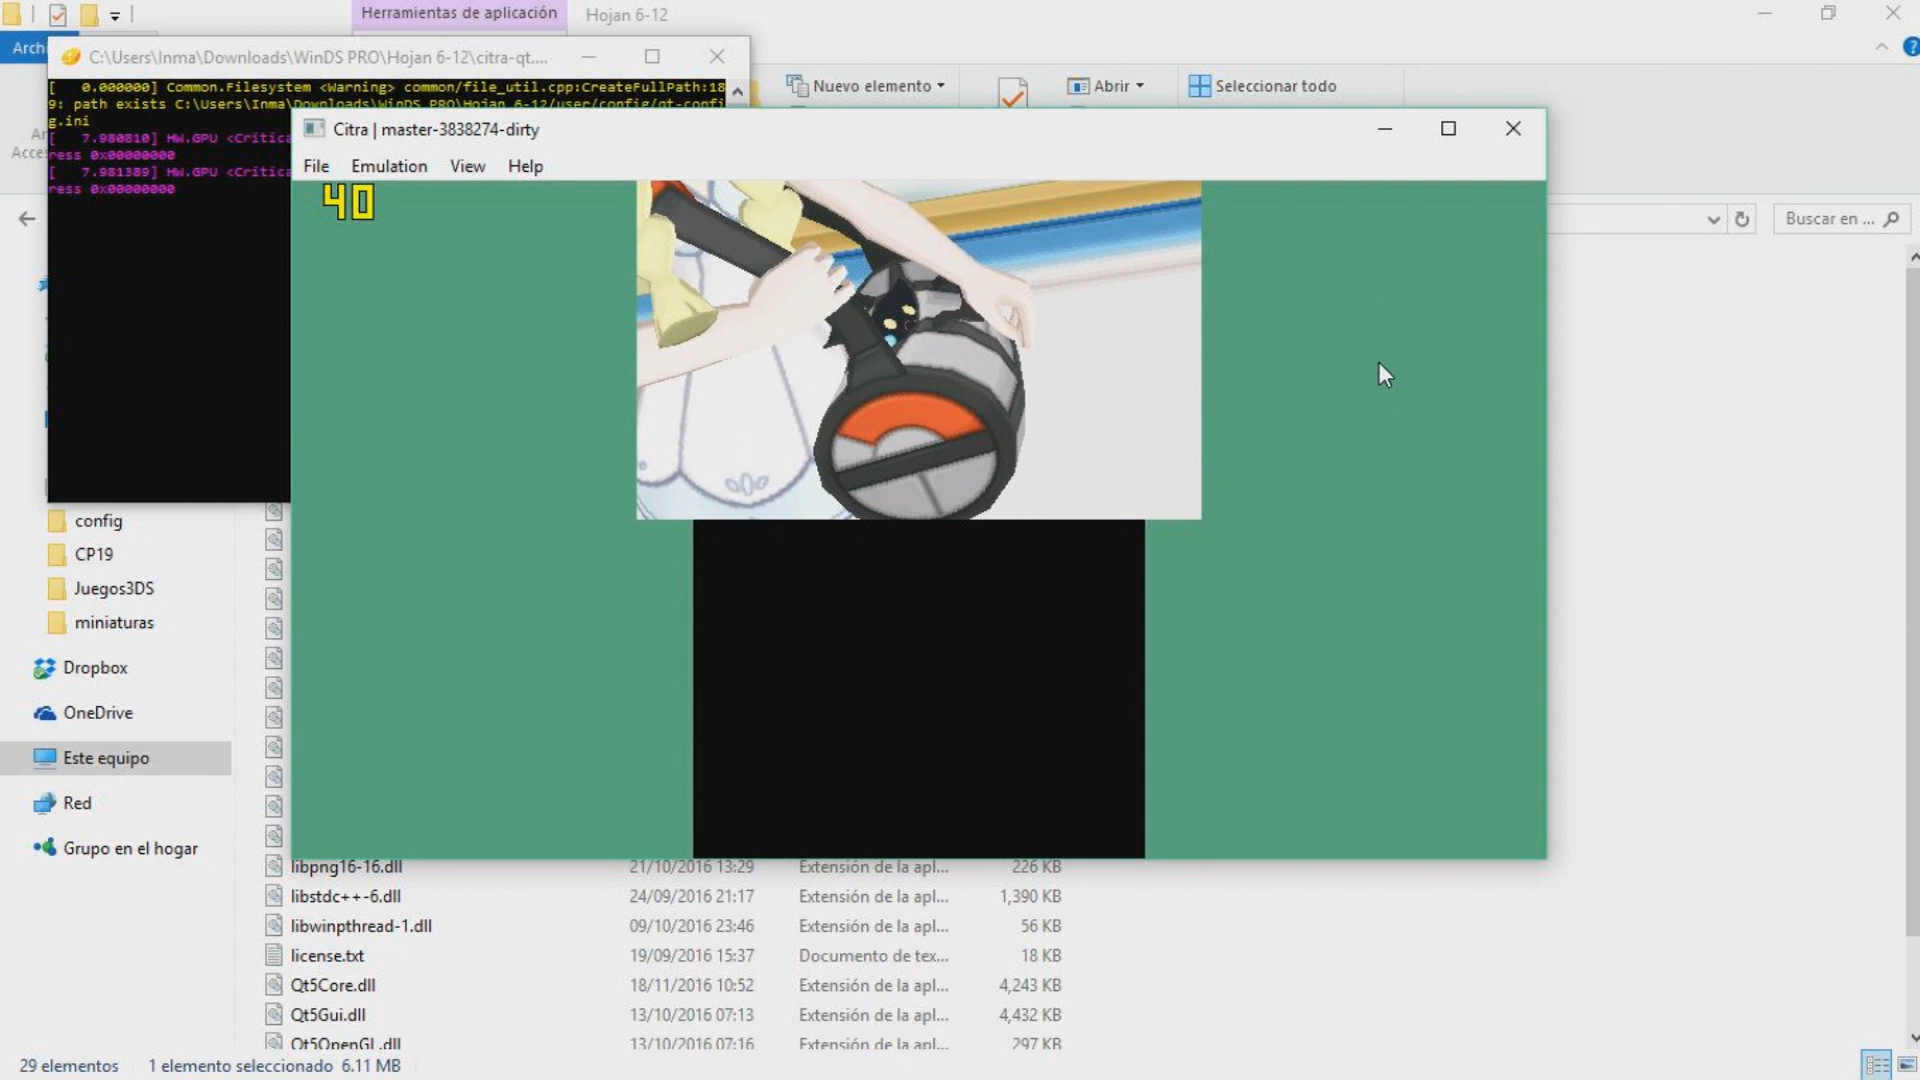 Herramientas de aplicación
Hojan 6-12
Archi
C:\Users\Inma\Downloads\WinDS PRO\Hojan 6-12\citra-qt....
Nuevo elemento
Abrir
Seleccionar todo
[ 0.000000] Common.Filesystem <Warning> common/file_util.cpp:CreateFullPath:18
9: path exists C:\Users\Inma\Downloads\WinDS PRO\Hojan 6-12/user/config/qt-confi
g.ini
[ 7.980810] HW.GPU <Critica
ress 0x00000000
[ 7.981389] HW.GPU <Critica
ress 0x00000000
Acces
Citra | master-3838274-dirty
File Emulation View Help
40
Buscar en ...
config
CP19
Juegos3DS
miniaturas
Dropbox
OneDrive
Este equipo
Red
Grupo en el hogar
libpng16-16.dll 21/10/2016 13:29 Extensión de la apl... 226 KB
libstdc++-6.dll 24/09/2016 21:17 Extensión de la apl... 1,390 KB
libwinpthread-1.dll 09/10/2016 23:46 Extensión de la apl... 56 KB
license.txt 19/09/2016 15:37 Documento de tex... 18 KB
Qt5Core.dll 18/11/2016 10:52 Extensión de la apl... 4,243 KB
Qt5Gui.dll 13/10/2016 07:13 Extensión de la apl... 4,432 KB
Qt5OpenGL.dll 13/10/2016 07:16 Extensión de la apl... 297 KB
29 elementos 1 elemento seleccionado 6.11 MB